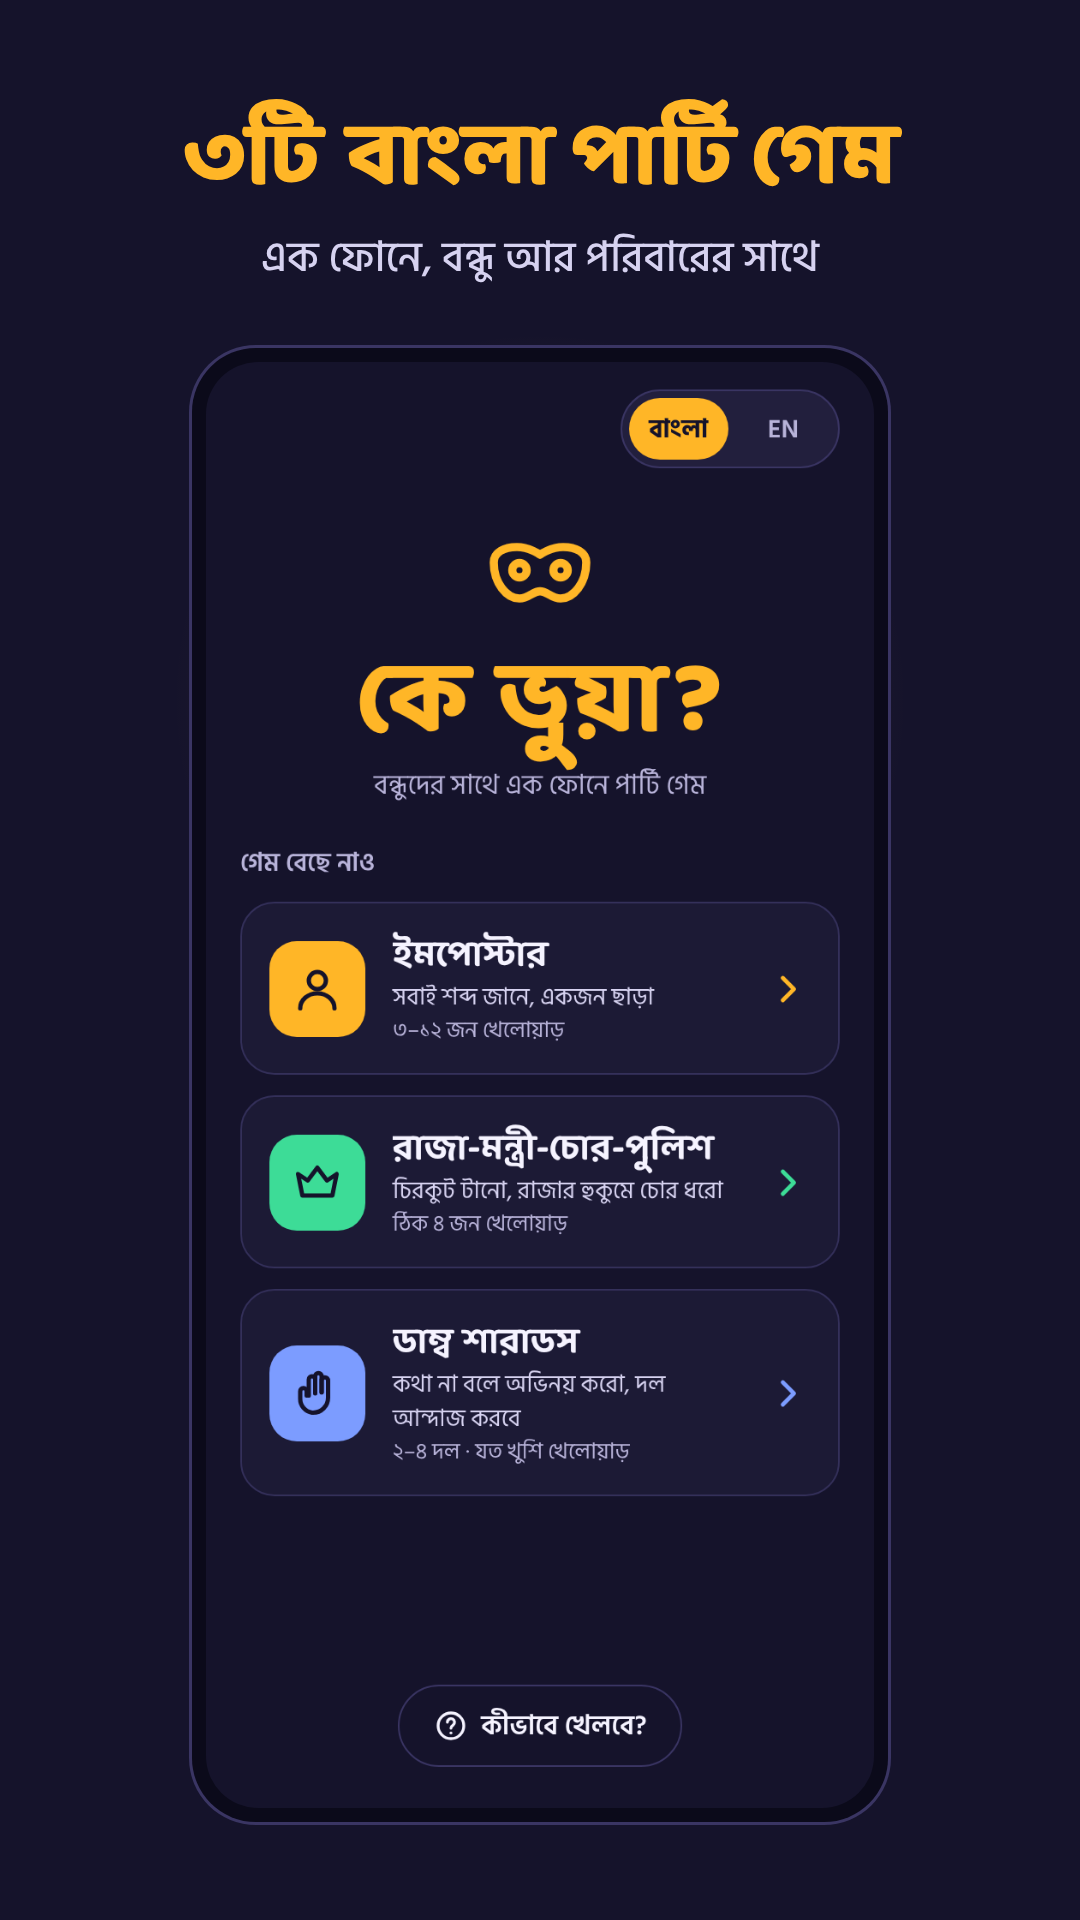 ৩টি বাংলা পার্টি গেম
এক ফোনে, বন্ধু আর পরিবারের সাথে
বাংলা EN
কে ভুয়া?
বন্ধুদের সাথে এক ফোনে পার্টি গেম
গেম বেছে নাও
ইমপোস্টার
সবাই শব্দ জানে, একজন ছাড়া
৩–১২ জন খেলোয়াড়
রাজা-মন্ত্রী-চোর-পুলিশ
চিরকুট টানো, রাজার হুকুমে চোর ধরো
ঠিক ৪ জন খেলোয়াড়
ডাম্ব শারাডস
কথা না বলে অভিনয় করো, দল
আন্দাজ করবে
২–৪ দল · যত খুশি খেলোয়াড়
কীভাবে খেলবে?